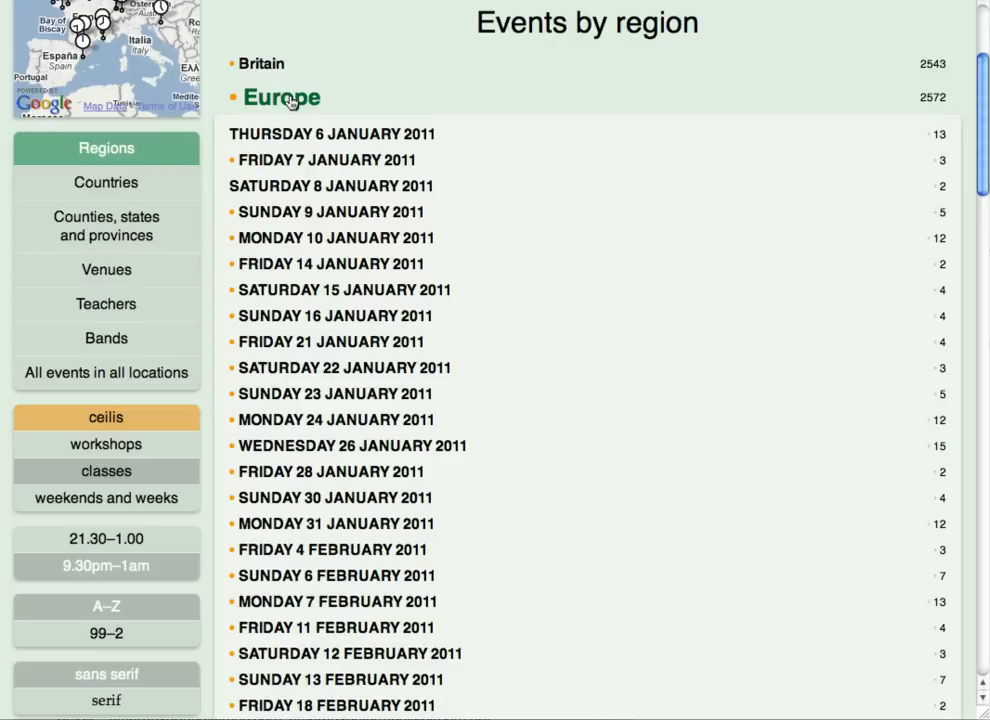 Events by region
Bay of
Biscay
Italia
Italy
España
Spain
Portugal
POWERED BY
Google
Map Data
Terms of Use
• Britain 2543
• Europe 2572
THURSDAY 6 JANUARY 2011 13
• FRIDAY 7 JANUARY 2011 3
SATURDAY 8 JANUARY 2011 2
• SUNDAY 9 JANUARY 2011 5
• MONDAY 10 JANUARY 2011 12
• FRIDAY 14 JANUARY 2011 2
• SATURDAY 15 JANUARY 2011 4
• SUNDAY 16 JANUARY 2011 4
• FRIDAY 21 JANUARY 2011 4
• SATURDAY 22 JANUARY 2011 3
• SUNDAY 23 JANUARY 2011 5
• MONDAY 24 JANUARY 2011 12
• WEDNESDAY 26 JANUARY 2011 15
• FRIDAY 28 JANUARY 2011 2
• SUNDAY 30 JANUARY 2011 4
• MONDAY 31 JANUARY 2011 12
• FRIDAY 4 FEBRUARY 2011 3
• SUNDAY 6 FEBRUARY 2011 7
• MONDAY 7 FEBRUARY 2011 13
• FRIDAY 11 FEBRUARY 2011 4
• SATURDAY 12 FEBRUARY 2011 3
• SUNDAY 13 FEBRUARY 2011 7
• FRIDAY 18 FEBRUARY 2011 2
Regions
Countries
Counties, states
and provinces
Venues
Teachers
Bands
All events in all locations
ceilis
workshops
classes
weekends and weeks
21.30–1.00
9.30pm–1am
A–Z
99–2
sans serif
serif